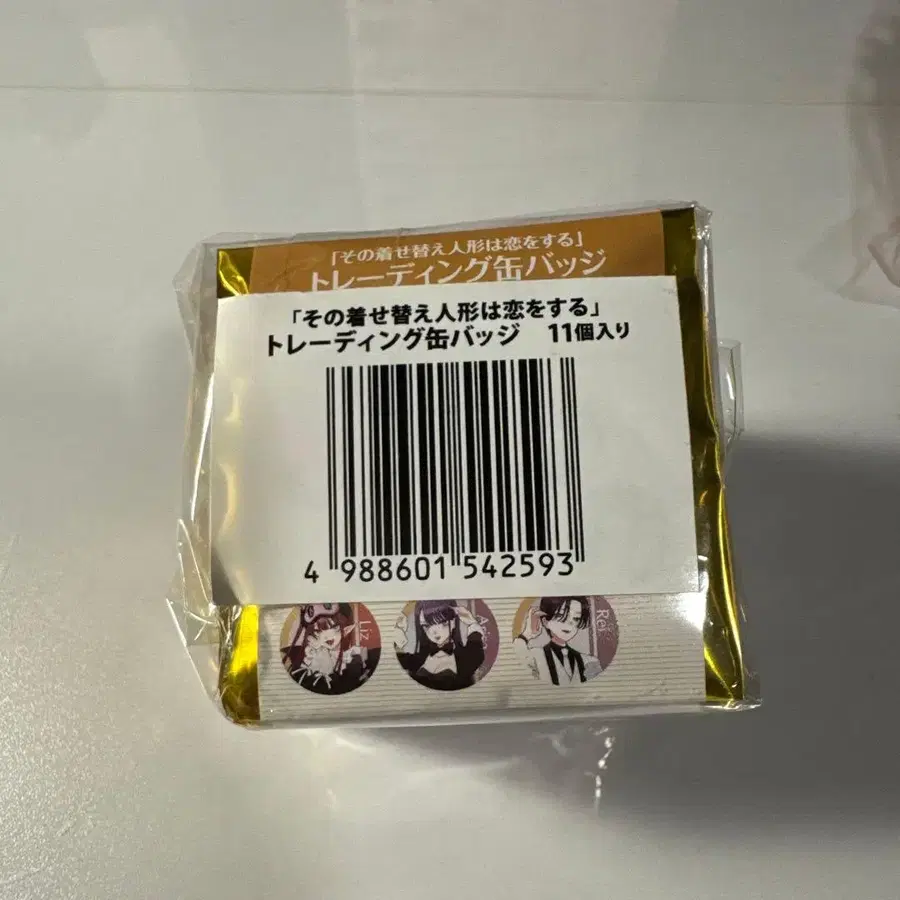 「その着せ替え人形は恋をする」
トレーディング缶バッジ
「その着せ替え人形は恋をする」
トレーディング缶バッジ 11個入り
4 988601 542593
Liz
Rei